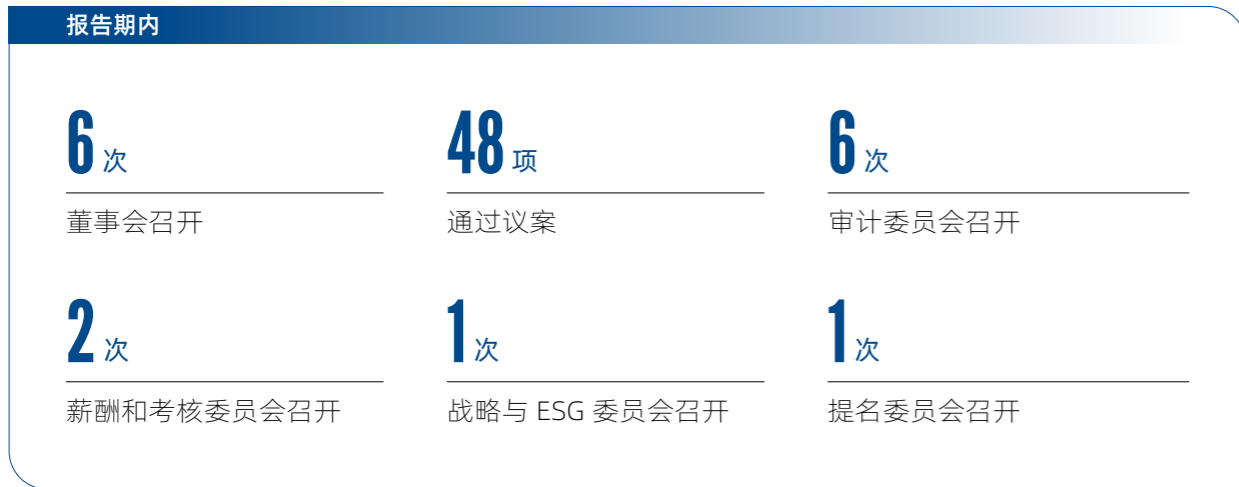 报告期内
6 次
48 项
6 次
董事会召开
通过议案
审计委员会召开
2 次
1 次
1 次
薪酬和考核委员会召开
战略与 ESG 委员会召开
提名委员会召开